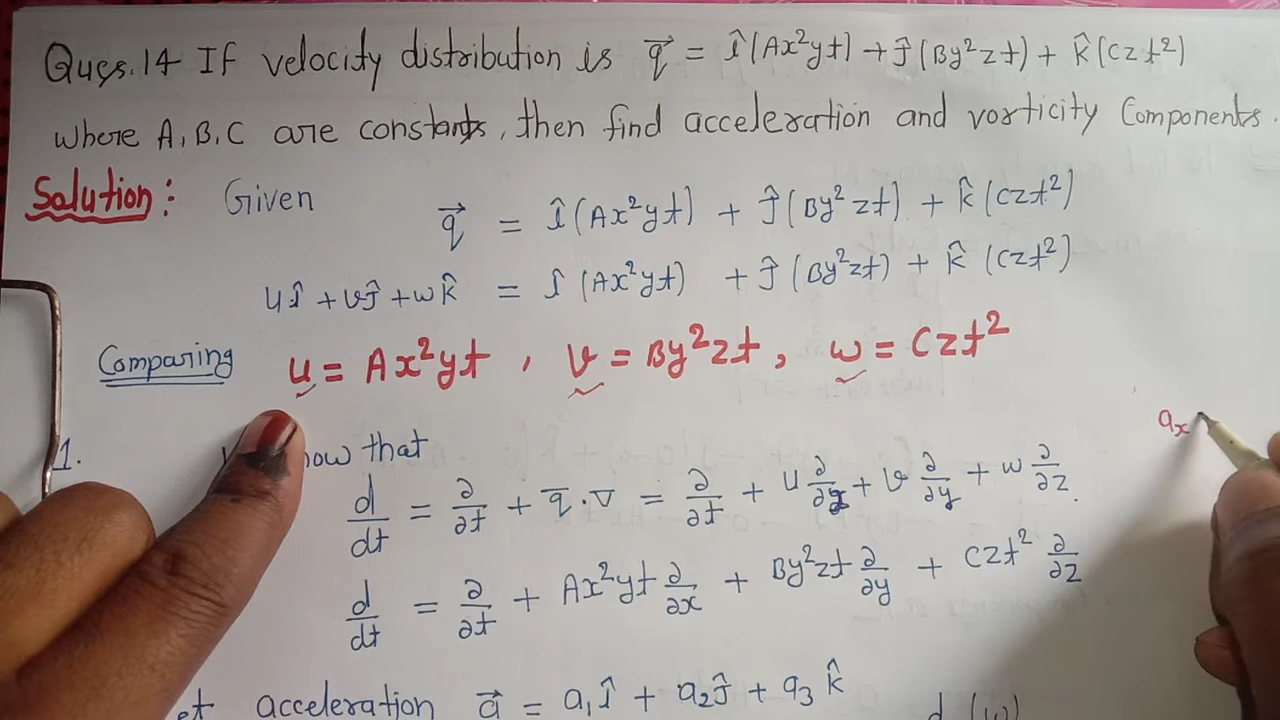 Ques.14 If velocity distribution is q⃗ = î(Ax²yt) + ĵ(By²zt) + k̂(Czt²)
where A, B, C are constants, then find acceleration and vorticity Components.
Solution: Given q⃗ = î(Ax²yt) + ĵ(By²zt) + k̂(Czt²)
uî + vĵ + wk̂ = î(Ax²yt) + ĵ(By²zt) + k̂(Czt²)
Comparing u = Ax²yt , v = By²zt , w = Czt²
aₓ
1. now that
d/dt = ∂/∂t + q̅·∇ = ∂/∂t + u ∂/∂x + v ∂/∂y + w ∂/∂z.
d/dt = ∂/∂t + Ax²yt ∂/∂x + By²zt ∂/∂y + Czt² ∂/∂z
et acceleration a⃗ = a₁î + a₂ĵ + a₃k̂